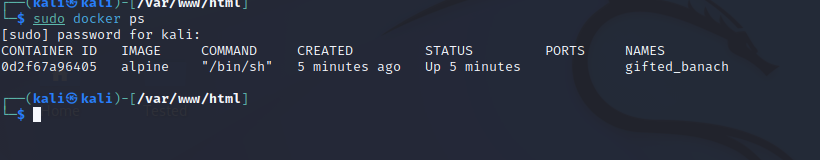 ┌──(kali㉿kali)-[/var/www/html]
└─$ sudo docker ps
[sudo] password for kali:
CONTAINER ID   IMAGE     COMMAND     CREATED         STATUS         PORTS     NAMES
0d2f67a96405   alpine    "/bin/sh"   5 minutes ago   Up 5 minutes             gifted_banach
┌──(kali㉿kali)-[/var/www/html]
└─$